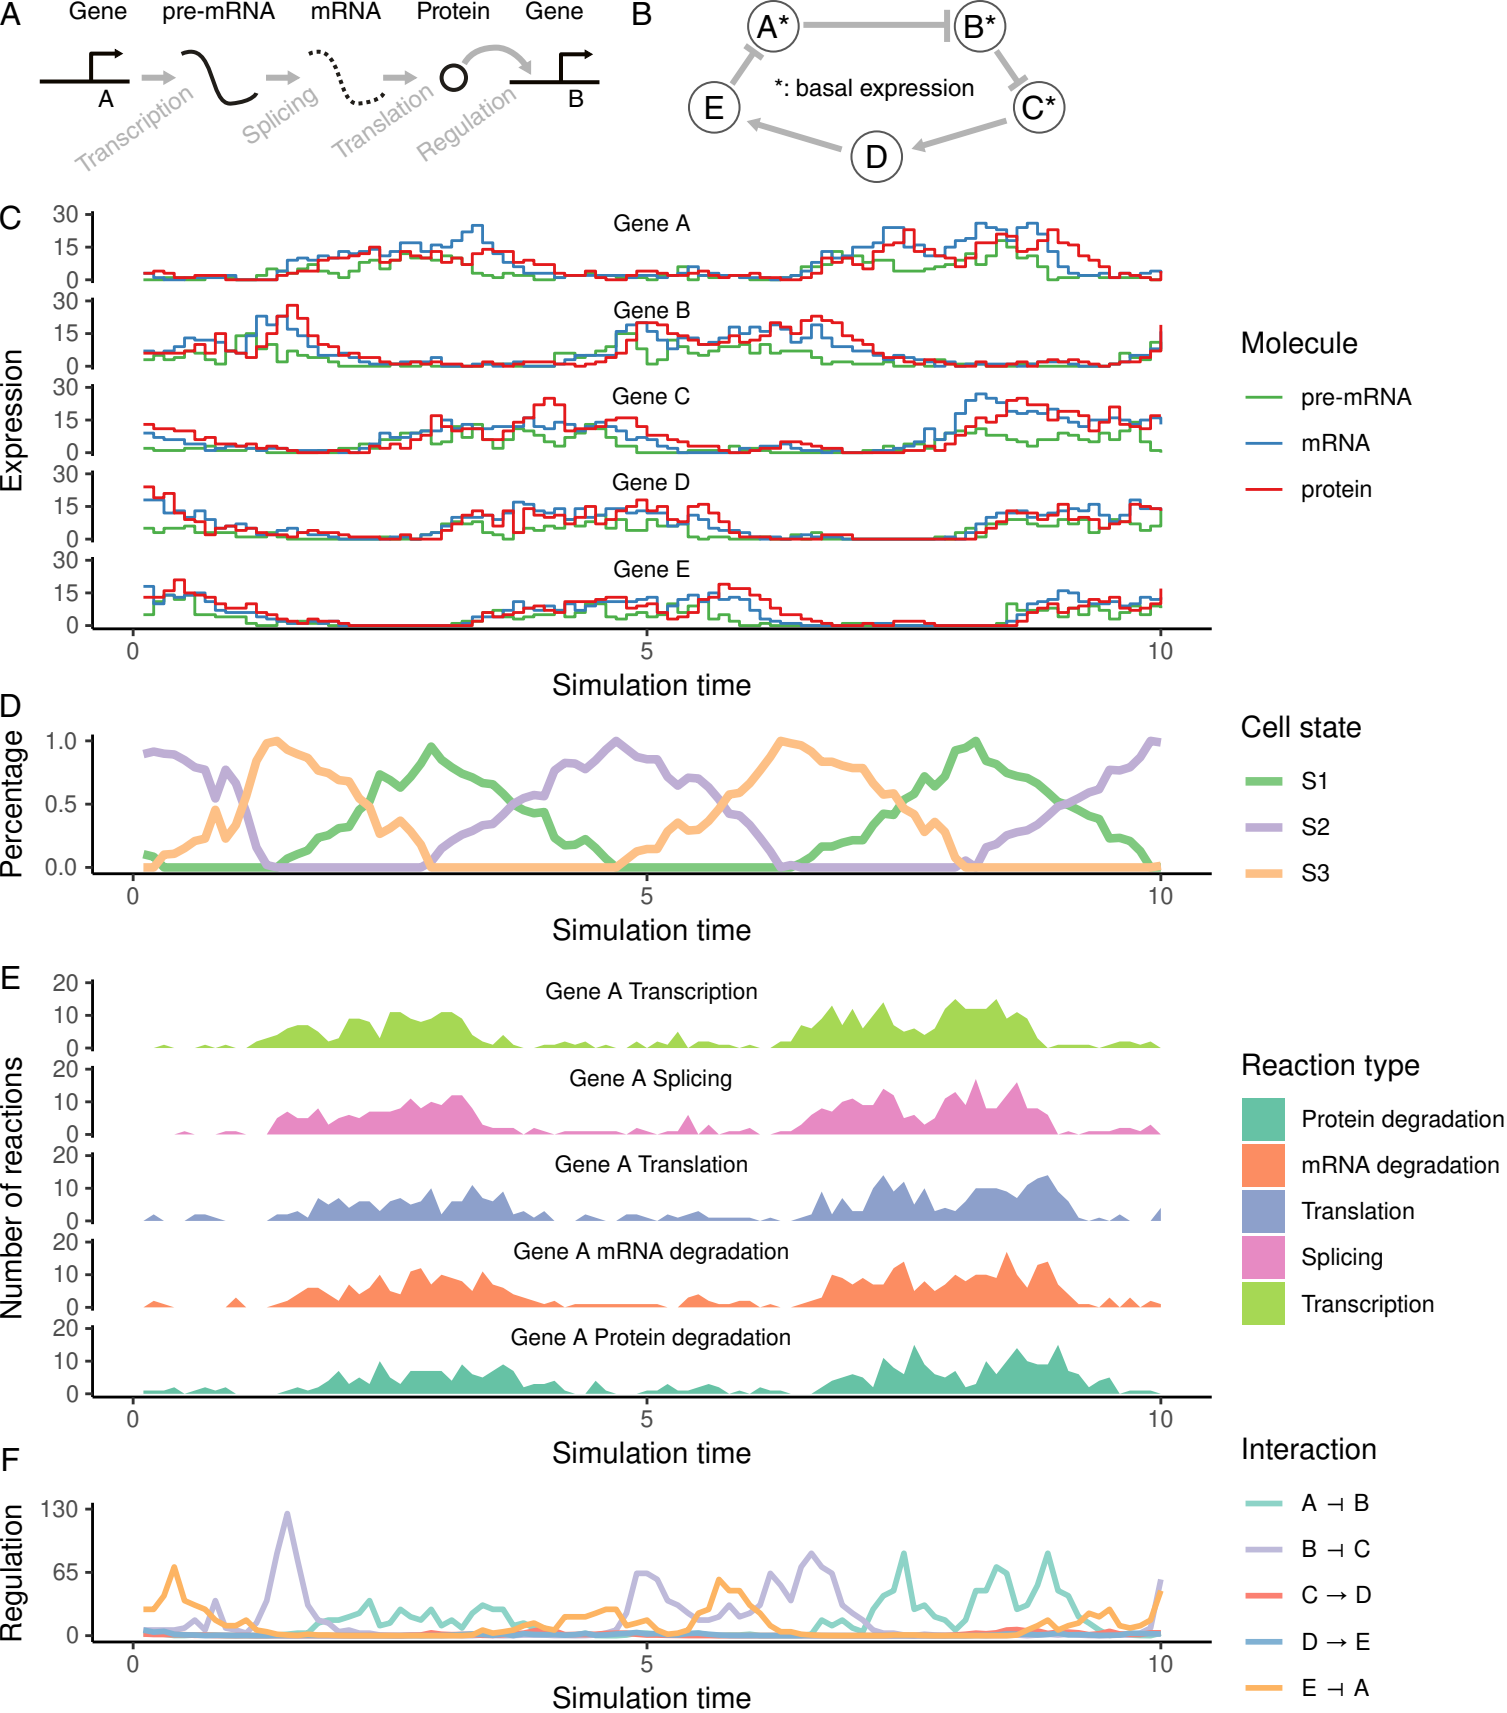 A
Gene
pre-mRNA
mRNA
Protein
Gene
A
B
Transcription
Splicing
Translation
Regulation
B
A*
B*
*: basal expression
E
C*
D
C
Expression
30
15
0
Gene A
30
15
0
Gene B
30
15
0
Gene C
30
15
0
Gene D
30
15
0
Gene E
0
5
10
Simulation time
Molecule
pre-mRNA
mRNA
protein
D
Percentage
1.0
0.5
0.0
0
5
10
Simulation time
Cell state
S1
S2
S3
E
Number of reactions
20
10
0
Gene A Transcription
20
10
0
Gene A Splicing
20
10
0
Gene A Translation
20
10
0
Gene A mRNA degradation
20
10
0
Gene A Protein degradation
0
5
10
Simulation time
Reaction type
Protein degradation
mRNA degradation
Translation
Splicing
Transcription
F
Regulation
130
65
0
0
5
10
Simulation time
Interaction
A ⊣ B
B ⊣ C
C → D
D → E
E ⊣ A